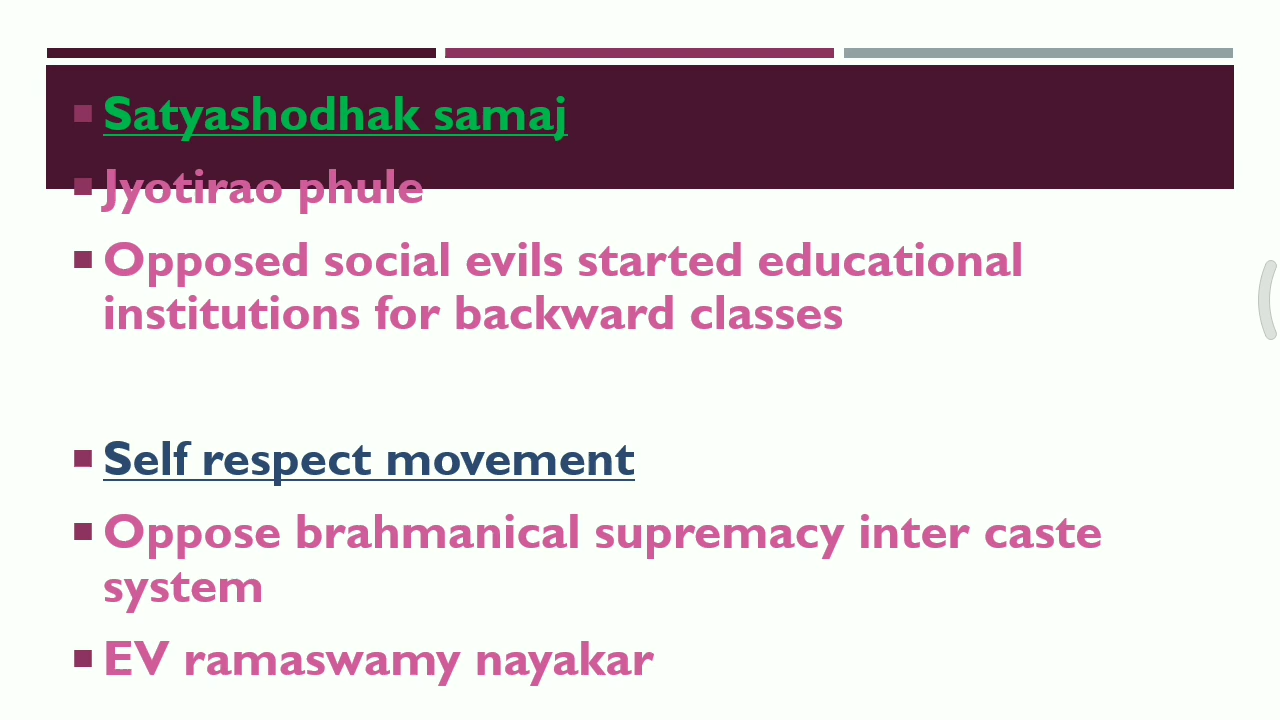 Satyashodhak samaj
Jyotirao phule
Opposed social evils started educational
institutions for backward classes
Self respect movement
Oppose brahmanical supremacy inter caste
system
EV ramaswamy nayakar